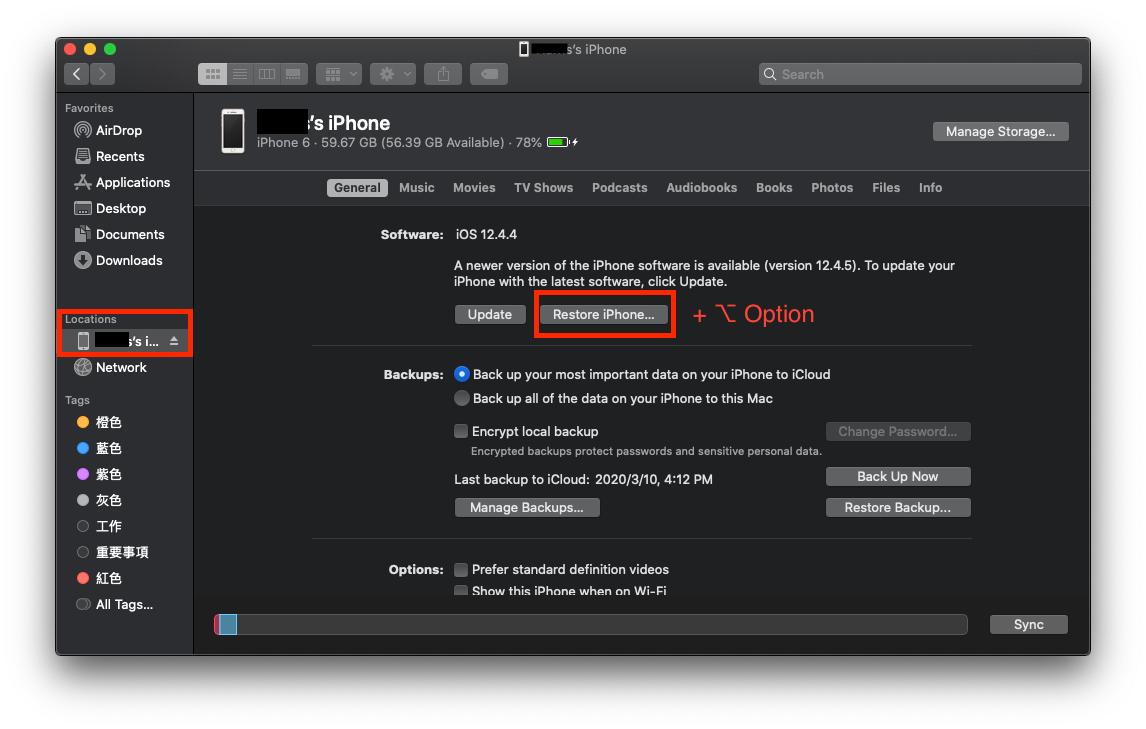 s's iPhone
Search
Favorites
AirDrop
Recents
Applications
Desktop
Documents
Downloads
Locations
's i...
Network
Tags
橙色
藍色
紫色
灰色
工作
重要事項
紅色
All Tags...
's iPhone
iPhone 6 · 59.67 GB (56.39 GB Available) · 78%
Manage Storage...
General Music Movies TV Shows Podcasts Audiobooks Books Photos Files Info
Software: iOS 12.4.4
A newer version of the iPhone software is available (version 12.4.5). To update your
iPhone with the latest software, click Update.
Update Restore iPhone... + ⌥ Option
Backups: Back up your most important data on your iPhone to iCloud
Back up all of the data on your iPhone to this Mac
Encrypt local backup Change Password...
Encrypted backups protect passwords and sensitive personal data.
Last backup to iCloud: 2020/3/10, 4:12 PM Back Up Now
Manage Backups... Restore Backup...
Options: Prefer standard definition videos
Show this iPhone when on Wi-Fi
Sync